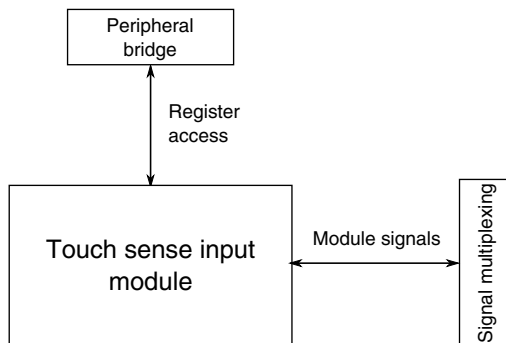 Peripheral
bridge
Register
access
Touch sense input
module
Module signals
Signal multiplexing